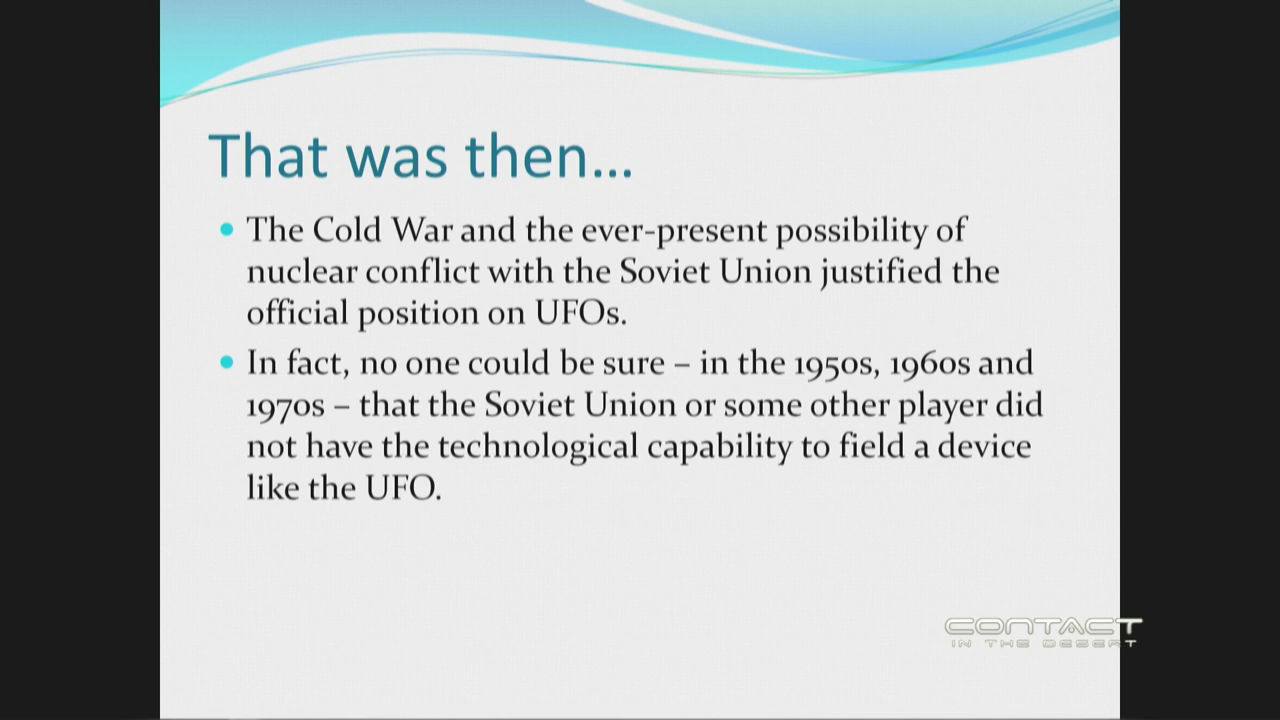 That was then...
• The Cold War and the ever-present possibility of
nuclear conflict with the Soviet Union justified the
official position on UFOs.
• In fact, no one could be sure – in the 1950s, 1960s and
1970s – that the Soviet Union or some other player did
not have the technological capability to field a device
like the UFO.
CONTACT
IN THE DESERT